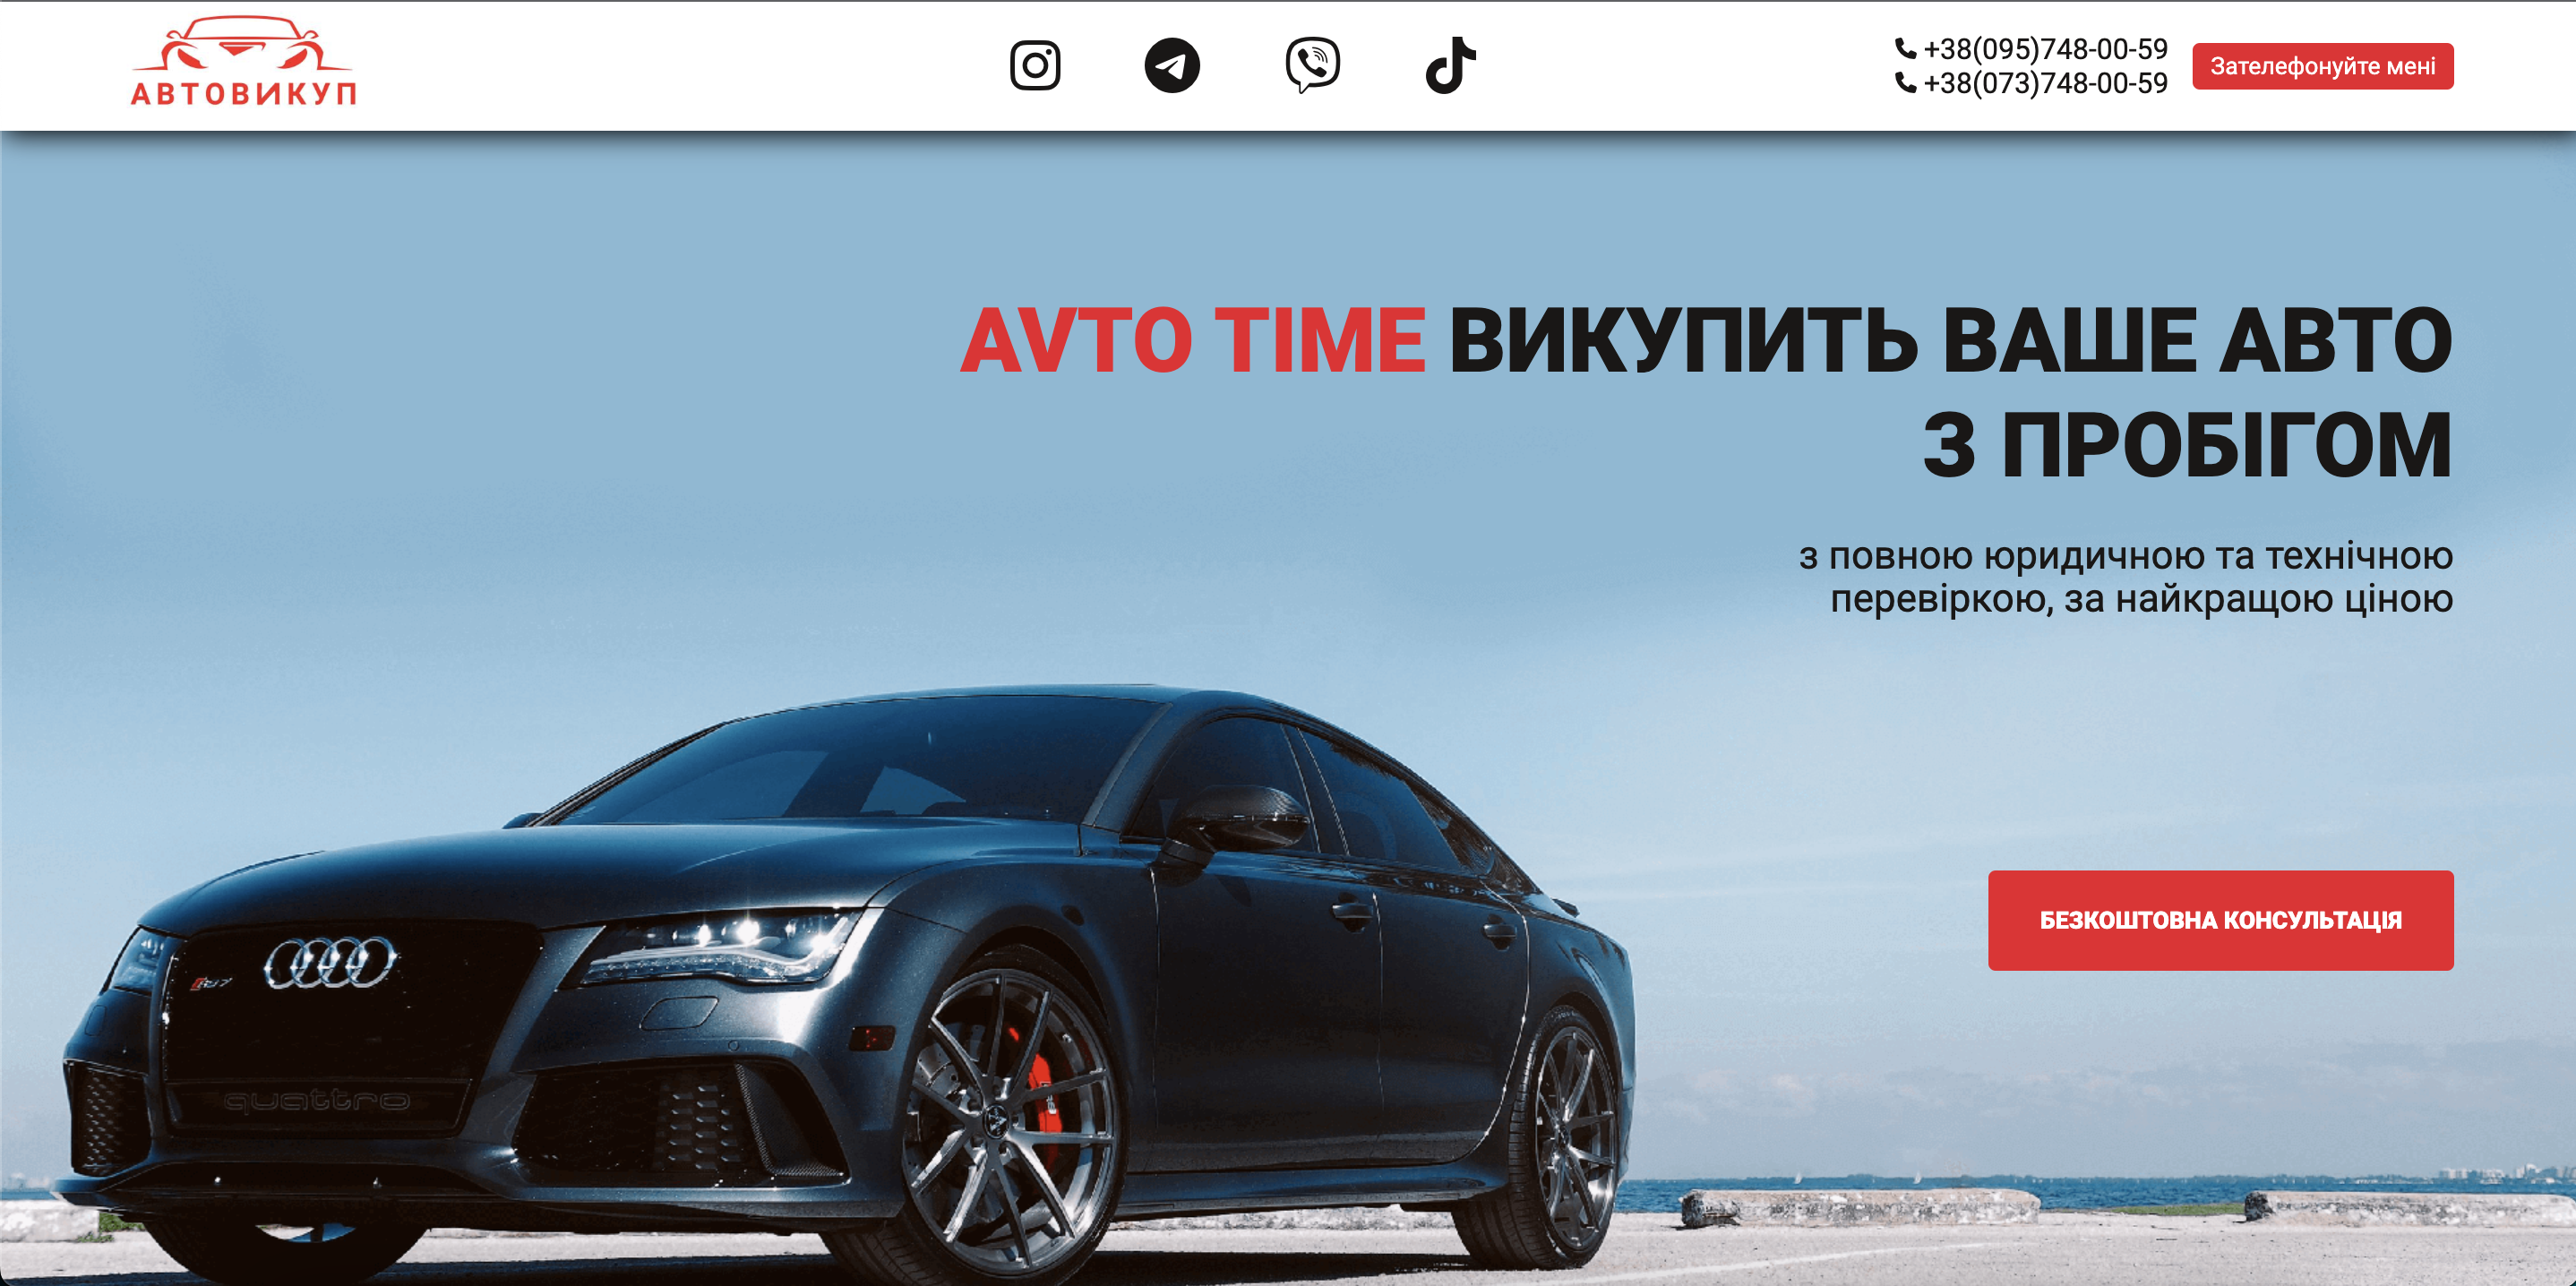 АВТОВИКУП
+38(095)748-00-59
+38(073)748-00-59
Зателефонуйте мені
AVTO TIME ВИКУПИТЬ ВАШЕ АВТО
З ПРОБІГОМ
з повною юридичною та технічною
перевіркою, за найкращою ціною
БЕЗКОШТОВНА КОНСУЛЬТАЦІЯ
RS7
quattro